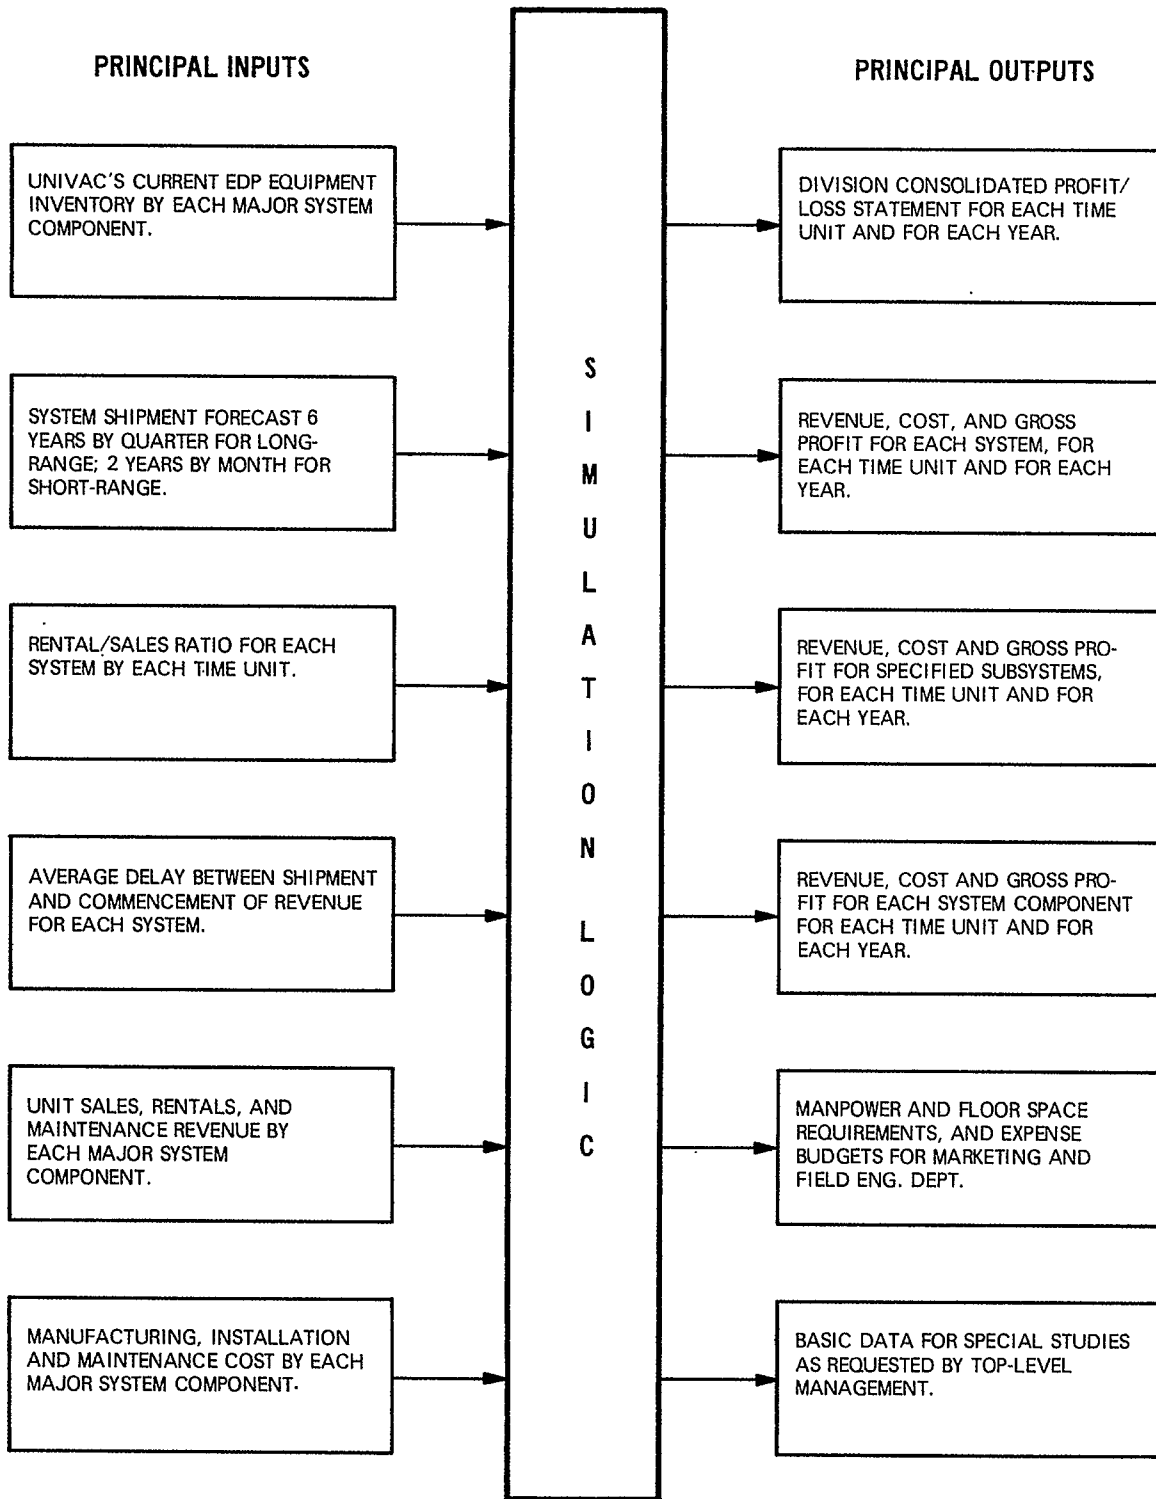 PRINCIPAL INPUTS
UNIVAC'S CURRENT EDP EQUIPMENT
INVENTORY BY EACH MAJOR SYSTEM
COMPONENT.
SYSTEM SHIPMENT FORECAST 6
YEARS BY QUARTER FOR LONG-
RANGE; 2 YEARS BY MONTH FOR
SHORT-RANGE.
RENTAL/SALES RATIO FOR EACH
SYSTEM BY EACH TIME UNIT.
AVERAGE DELAY BETWEEN SHIPMENT
AND COMMENCEMENT OF REVENUE
FOR EACH SYSTEM.
UNIT SALES, RENTALS, AND
MAINTENANCE REVENUE BY
EACH MAJOR SYSTEM
COMPONENT.
MANUFACTURING, INSTALLATION
AND MAINTENANCE COST BY EACH
MAJOR SYSTEM COMPONENT.
SIMULATION LOGIC
PRINCIPAL OUTPUTS
DIVISION CONSOLIDATED PROFIT/
LOSS STATEMENT FOR EACH TIME
UNIT AND FOR EACH YEAR.
REVENUE, COST, AND GROSS
PROFIT FOR EACH SYSTEM, FOR
EACH TIME UNIT AND FOR EACH
YEAR.
REVENUE, COST AND GROSS PRO-
FIT FOR SPECIFIED SUBSYSTEMS,
FOR EACH TIME UNIT AND FOR
EACH YEAR.
REVENUE, COST AND GROSS PRO-
FIT FOR EACH SYSTEM COMPONENT
FOR EACH TIME UNIT AND FOR
EACH YEAR.
MANPOWER AND FLOOR SPACE
REQUIREMENTS, AND EXPENSE
BUDGETS FOR MARKETING AND
FIELD ENG. DEPT.
BASIC DATA FOR SPECIAL STUDIES
AS REQUESTED BY TOP-LEVEL
MANAGEMENT.